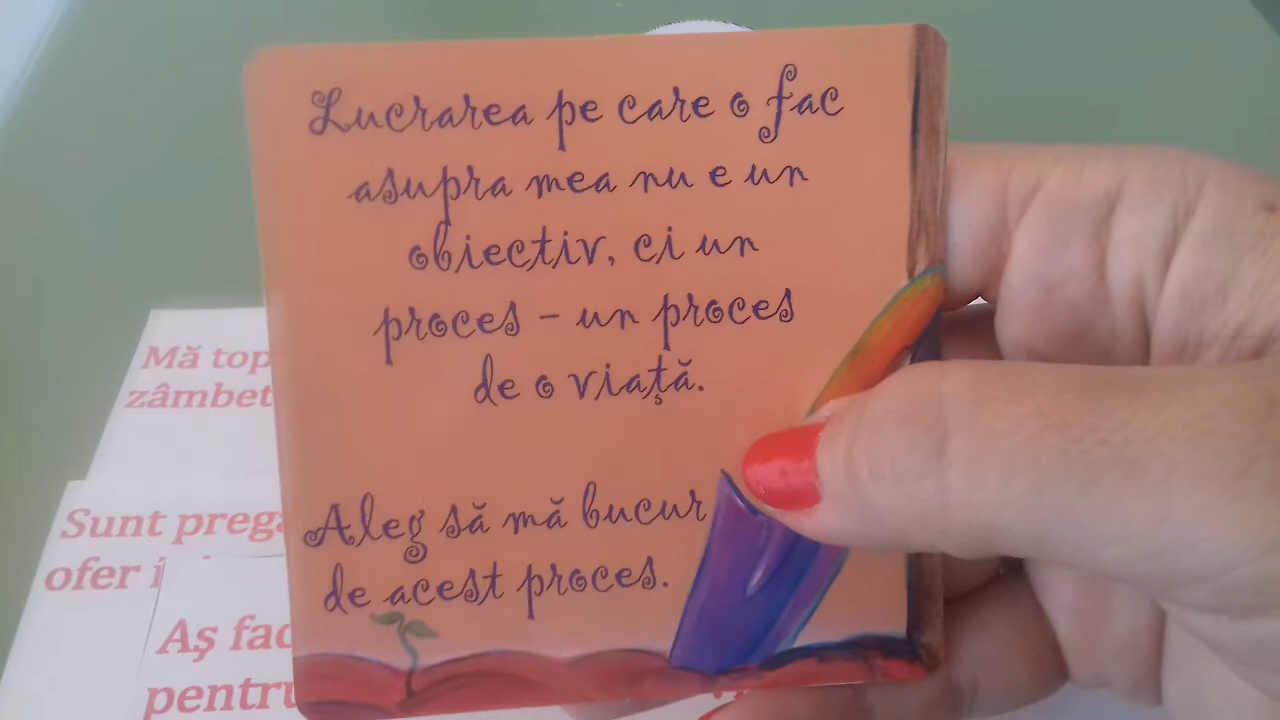 Lucrarea pe care o fac
asupra mea nu e un
obiectiv, ci un
proces - un proces
de o viață.
Aleg să mă bucur
de acest proces.
Mă top
zâmbet
Sunt pregă
ofer
Aş fac
pentru